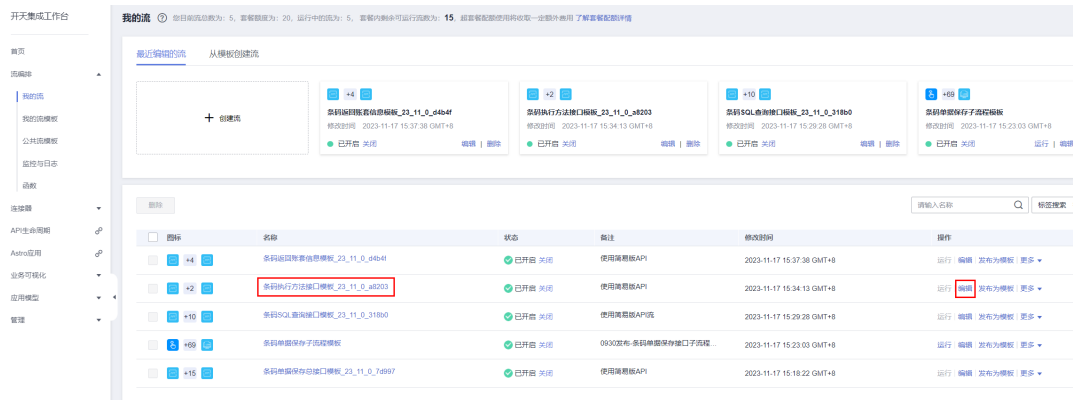 开天集成工作台
我的流 ? 您目前流总数为: 5, 套餐额度为: 20, 运行中的流为: 5, 套餐内剩余可运行流数为: 15, 超套餐配额使用将收取一定额外费用 了解套餐配额详情
首页
流编排
我的流
我的流模板
公共流模板
监控与日志
函数
连接器
API生命周期
Astro应用
业务可视化
应用模型
管理
最近编辑的流 从模板创建流
+ 创建流
+4
条码返回账套信息模板_23_11_0_d4b4f
修改时间 2023-11-17 15:37:38 GMT+8
已开启 关闭 编辑 | 删除
+2
条码执行方法接口模板_23_11_0_a8203
修改时间 2023-11-17 15:34:13 GMT+8
已开启 关闭 编辑 | 删除
+10
条码SQL查询接口模板_23_11_0_318b0
修改时间 2023-11-17 15:29:28 GMT+8
已开启 关闭 编辑 | 删除
+69
条码单据保存子流程模板
修改时间 2023-11-17 15:23:03 GMT+8
已开启 关闭 运行 | 编辑
删除 请输入名称 标签搜索
图标 名称 状态 备注 修改时间 操作
+4 条码返回账套信息模板_23_11_0_d4b4f 已开启 关闭 使用简易版API 2023-11-17 15:37:38 GMT+8 运行 | 编辑 | 发布为模板 | 更多
+2 条码执行方法接口模板_23_11_0_a8203 已开启 关闭 使用简易版API 2023-11-17 15:34:13 GMT+8 运行 | 编辑 | 发布为模板 | 更多
+10 条码SQL查询接口模板_23_11_0_318b0 已开启 关闭 使用简易版API流 2023-11-17 15:29:28 GMT+8 运行 | 编辑 | 发布为模板 | 更多
+69 条码单据保存子流程模板 已开启 关闭 0930发布-条码单据保存接口子流程... 2023-11-17 15:23:03 GMT+8 运行 | 编辑 | 发布为模板 | 更多
+15 条码单据保存总接口模板_23_11_0_7d997 已开启 关闭 使用简易版API 2023-11-17 15:18:22 GMT+8 运行 | 编辑 | 发布为模板 | 更多